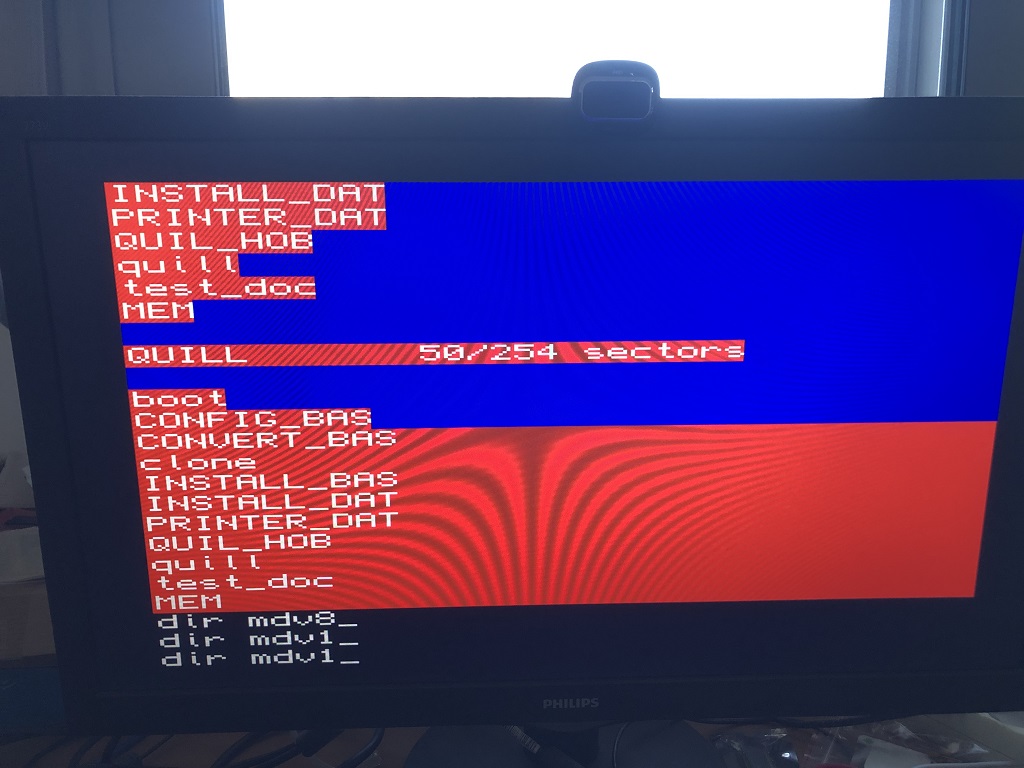 INSTALL_DAT
PRINTER_DAT
QUIL_HOB
quill
test_doc
MEM
QUILL 50/254 sectors
boot
CONFIG_BAS
CONVERT_BAS
clone
INSTALL_BAS
INSTALL_DAT
PRINTER_DAT
QUIL_HOB
quill
test_doc
MEM
dir mdv8_
dir mdv1_
dir mdv1_
PHILIPS